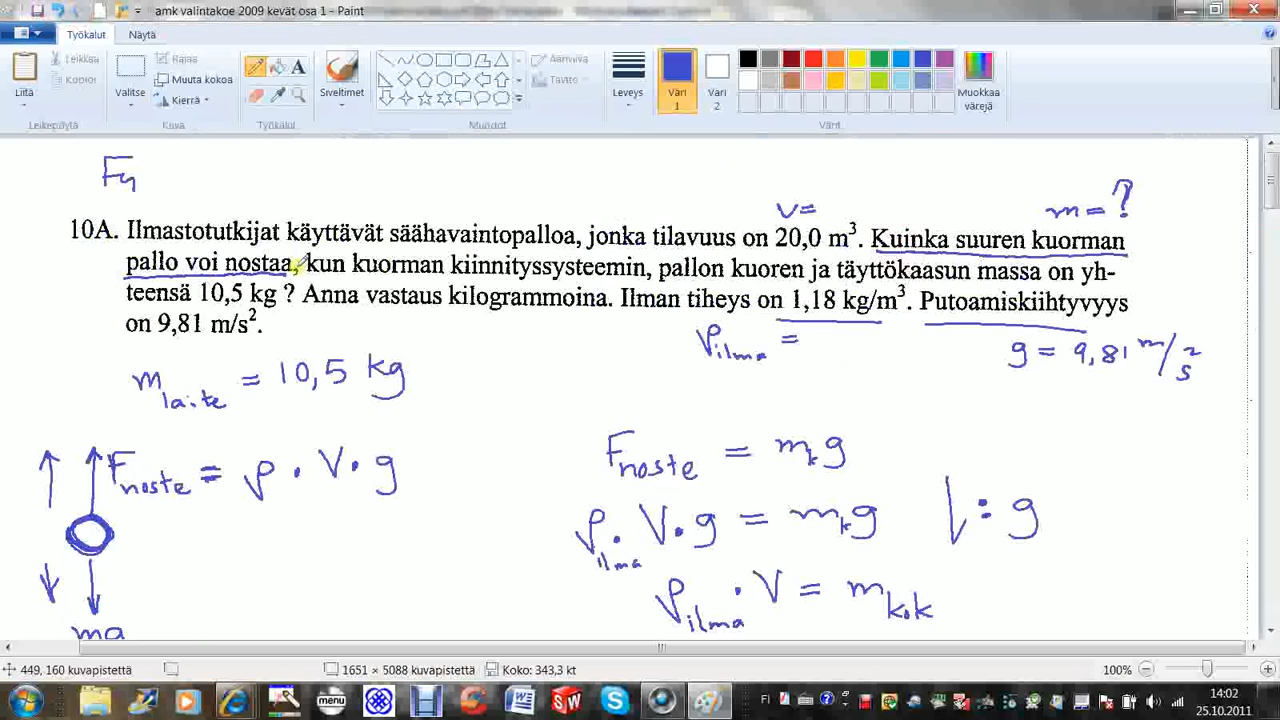 amk valintakoe 2009 kevät osa 1 - Paint
Työkalut Näytä
Liitä
Leikkaa
Kopioi
Leikepöytä
Valitse
Rajaa
Muuta kokoa
Kierrä
Kuva
A
Työkalut
Siveltimet
Ääriviiva
Täyttö
Muodot
Leveys
Väri 1
Väri 2
Muokkaa värejä
Värit
V= m = ?
10A. Ilmastotutkijat käyttävät säähavaintopalloa, jonka tilavuus on 20,0 m³. Kuinka suuren kuorman
pallo voi nostaa, kun kuorman kiinnityssysteemin, pallon kuoren ja täyttökaasun massa on yh-
teensä 10,5 kg ? Anna vastaus kilogrammoina. Ilman tiheys on 1,18 kg/m³. Putoamiskiihtyvyys
on 9,81 m/s².
ρilma = g = 9,81 m/s²
mlaite = 10,5 kg
Fnoste = ρ · V · g
Fnoste = mkg
ρilma · V · g = mkg | : g
ρilma · V = mkok
449, 160 kuvapistettä 1651 × 5088 kuvapistettä Koko: 343,3 kt 100%
menu W SW S FI 14:02
25.10.2011